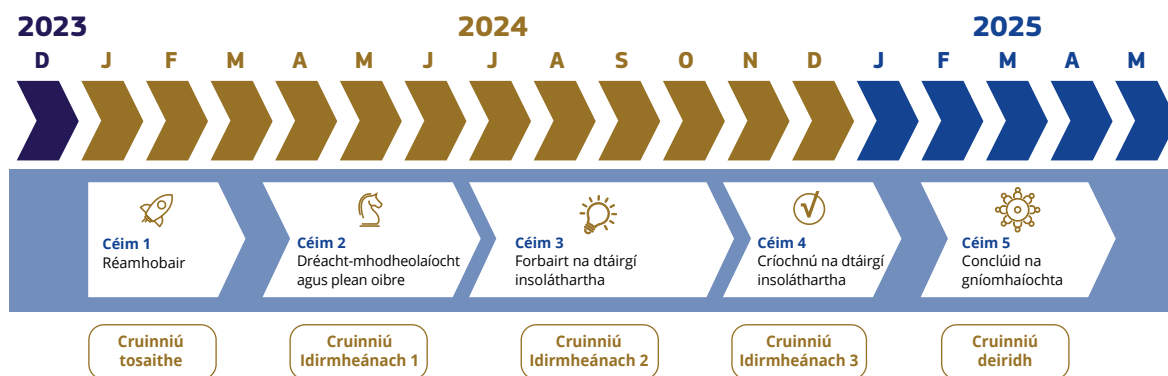 2023
2024
2025
D J F M A M J J A S O N D J F M A M
Céim 1
Réamhobair
Céim 2
Dréacht-mhodheolaíocht
agus plean oibre
Céim 3
Forbairt na dtáirgí
insoláthartha
Céim 4
Críochnú na dtáirgí
insoláthartha
Céim 5
Conclúid na
gníomhaíochta
Cruinniú
tosaithe
Cruinniú
Idirmheánach 1
Cruinniú
Idirmheánach 2
Cruinniú
Idirmheánach 3
Cruinniú
deiridh